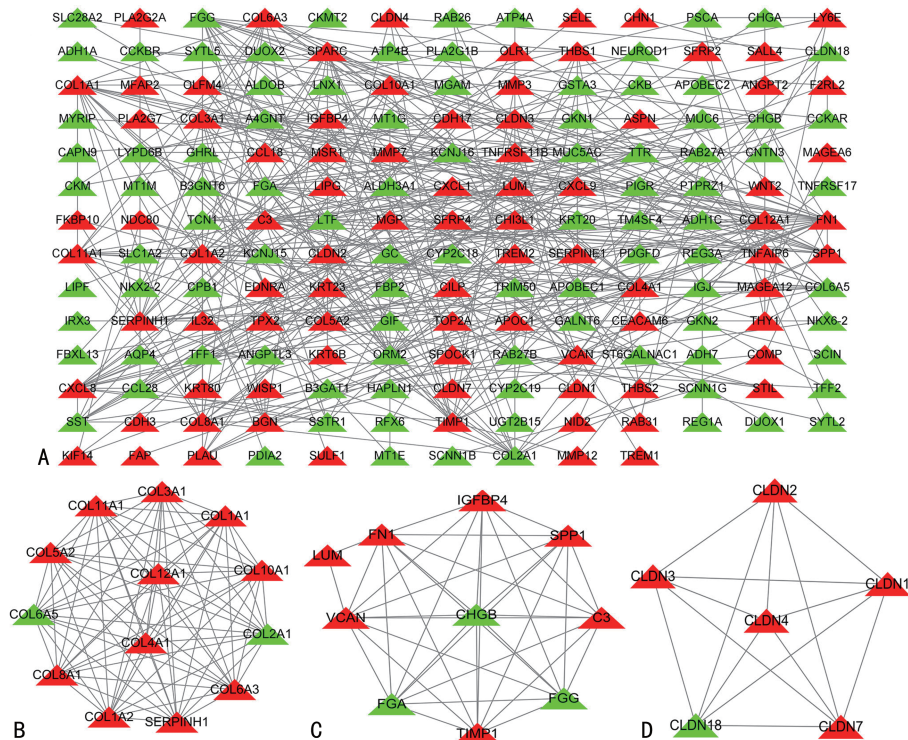 SLC28A2 PLA2G2A FGG COL6A3 CKMT2 CLDN4 RAB26 ATP4A SELE CHN1 PSCA CHGA LY6E
ADH1A CCKBR SYTL5 DUOX2 SPARC ATP4B PLA2G1B OLR1 THBS1 NEUROD1 SFRP2 SALL4 CLDN18
COL1A1 MFAP2 OLFM4 ALDOB LNX1 COL10A1 MGAM MMP3 GSTA3 CKB APOBEC2 ANGPT2 F2RL2
MYRIP PLA2G7 COL3A1 A4GNT IGFBP4 MT1G CDH17 CLDN3 GKN1 ASPN MUC6 CHGB CCKAR
CAPN9 LYPD6B GHRL CCL18 MSR1 MMP7 KCNJ16 TNFRSF11B MUC5AC TTR RAB27A CNTN3 MAGEA6
CKM MT1M B3GNT6 FGA LIPG ALDH3A1 CXCL1 LUM CXCL9 PIGR PTPRZ1 WNT2 TNFRSF17
FKBP10 NDC80 TCN1 C3 LTF MGP SFRP4 CHI3L1 KRT20 TM4SF4 ADH1C COL12A1 FN1
COL11A1 SLC1A2 COL1A2 KCNJ15 CLDN2 GC CYP2C18 TREM2 SERPINE1 PDGFD REG3A TNFAIP6 SPP1
LIPF NKX2-2 CPB1 EDNRA KRT23 FBP2 CILP TRIM50 APOBEC1 COL4A1 IGJ MAGEA12 COL6A5
IRX3 SERPINH1 IL32 TPX2 COL5A2 GIF TOP2A APOC1 GALNT6 CEACAM6 GKN2 THY1 NKX6-2
FBXL13 AQP4 TFF1 ANGPTL3 KRT6B ORM2 SPOCK1 RAB27B VCAN ST6GALNAC1 ADH7 COMP SCIN
CXCL8 CCL28 KRT80 WISP1 B3GAT1 HAPLN1 CLDN7 CYP2C19 CLDN1 THBS2 SCNN1G STIL TFF2
SST CDH3 COL8A1 BGN SSTR1 RFX6 TIMP1 UGT2B15 NID2 RAB31 REG1A DUOX1 SYTL2
A KIF14 FAP PLAU PDIA2 SULF1 MT1E SCNN1B COL2A1 MMP12 TREM1
COL3A1
COL11A1
COL1A1
COL5A2
COL12A1
COL10A1
COL6A5
COL4A1
COL2A1
COL8A1
COL6A3
COL1A2
SERPINH1
B
IGFBP4
FN1
SPP1
LUM
VCAN
CHGB
C3
FGA
FGG
TIMP1
C
CLDN2
CLDN3
CLDN1
CLDN4
CLDN18
CLDN7
D